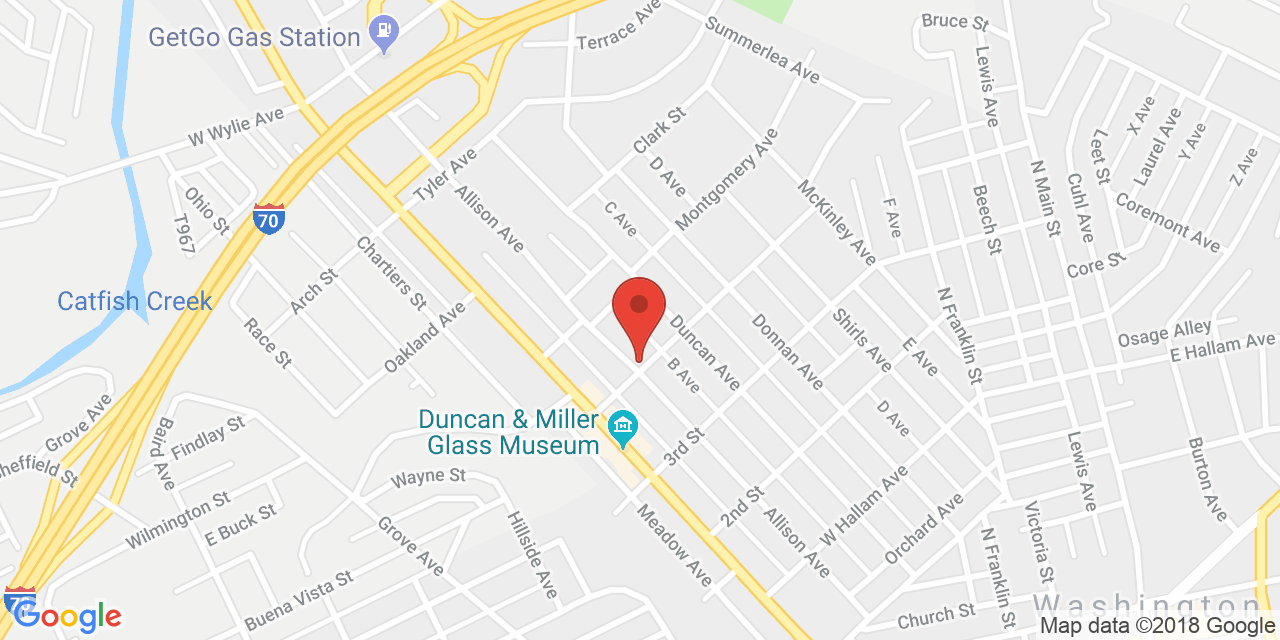 Terrace Ave
Summerlea Ave
Bruce St
GetGo Gas Station
Lewis Ave
W Wylie Ave
Clark St
X Ave
Laurel Ave
Y Ave
Z Ave
Leet St
Tyler Ave
D Ave
Montgomery Ave
McKinley Ave
N Main St
Cuhl Ave
Coremont Ave
Ohio St
T967
70
Allison Ave
C Ave
F Ave
Beech St
Core St
Chartiers St
Arch St
Catfish Creek
Race St
Oakland Ave
Duncan Ave
B Ave
Donnan Ave
Shirls Ave
E Ave
N Franklin St
Osage Alley
E Hallam Ave
Grove Ave
Sheffield St
Baird Ave
Findlay St
Duncan & Miller
Glass Museum
3rd St
D Ave
Lewis Ave
Burton Ave
Wayne St
Wilmington St
E Buck St
Grove Ave
Hillside Ave
Meadow Ave
2nd St
Allison Ave
W Hallam Ave
Orchard Ave
N Franklin St
Victoria St
Buena Vista St
Church St
Washington
Google
Map data ©2018 Google